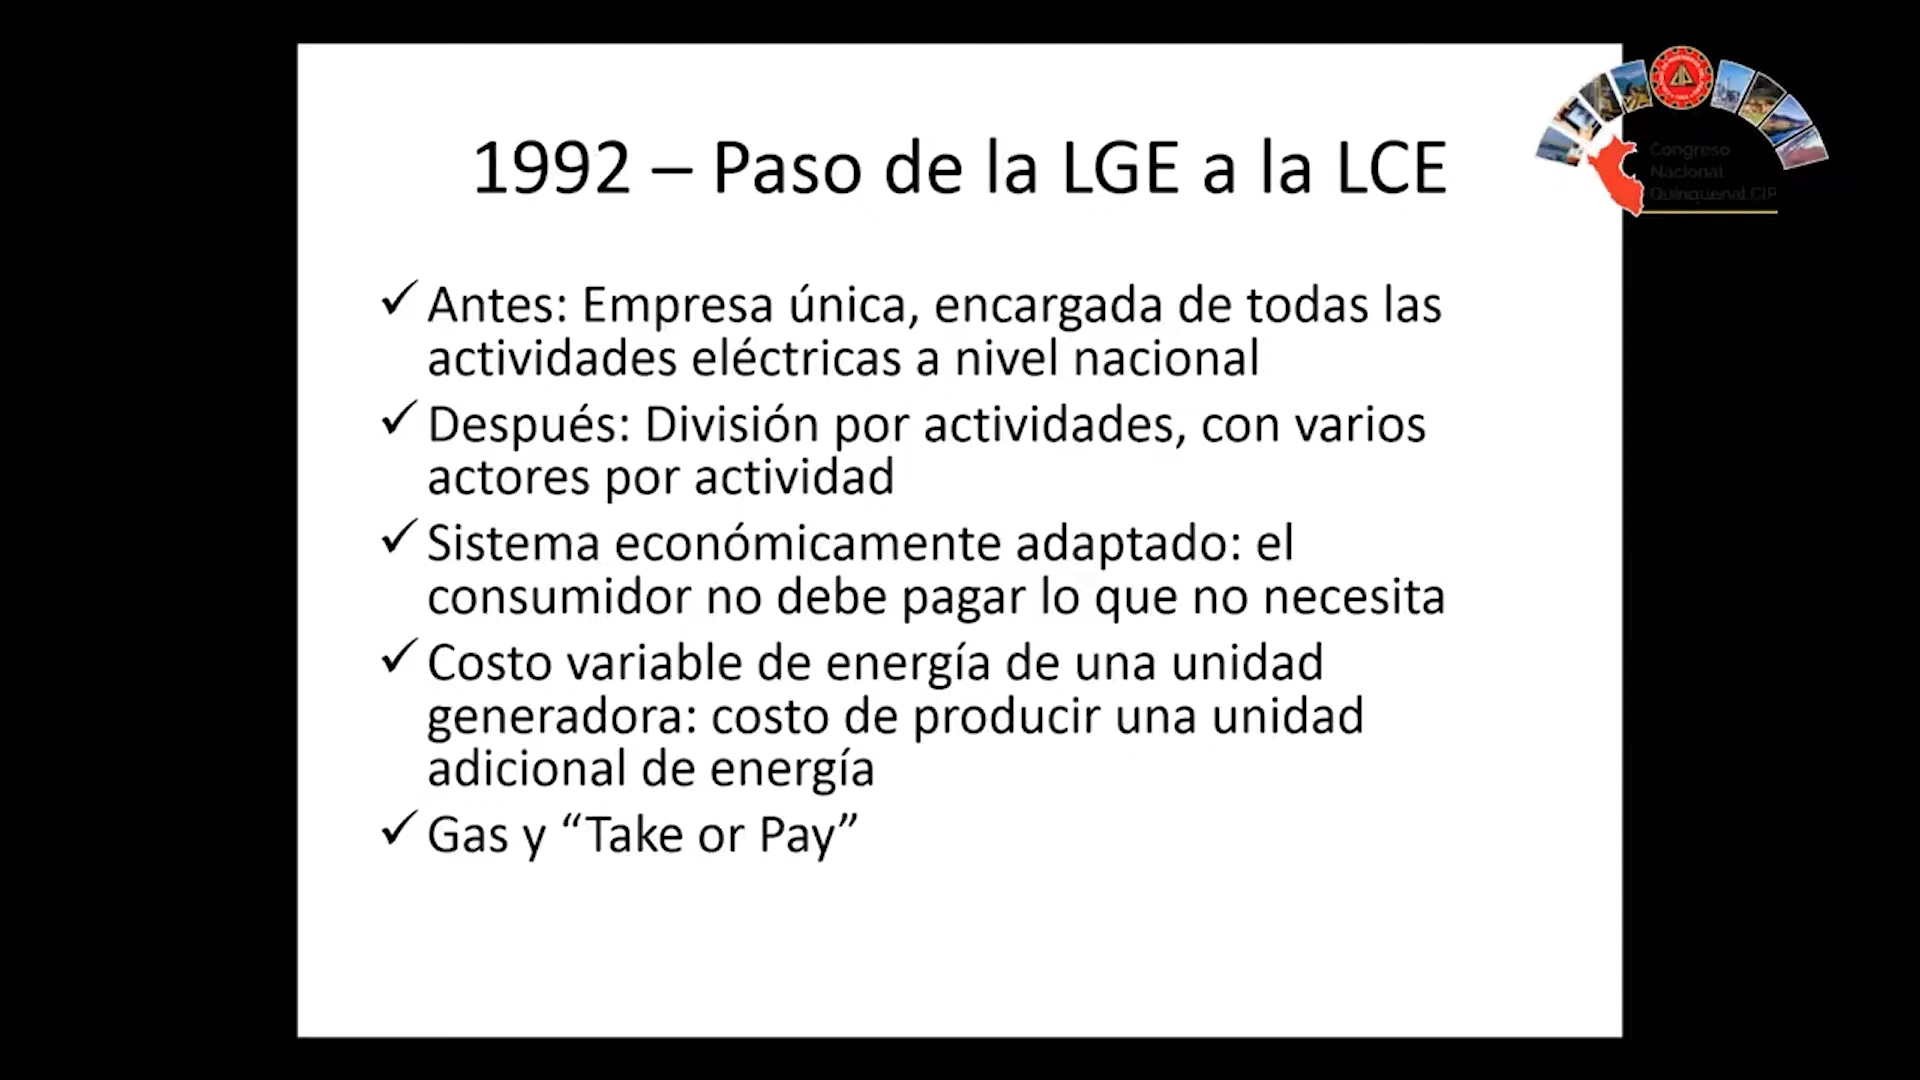 1992 – Paso de la LGE a la LCE
Congreso
Nacional
Quinquenal CIP
✓ Antes: Empresa única, encargada de todas las
actividades eléctricas a nivel nacional
✓ Después: División por actividades, con varios
actores por actividad
✓ Sistema económicamente adaptado: el
consumidor no debe pagar lo que no necesita
✓ Costo variable de energía de una unidad
generadora: costo de producir una unidad
adicional de energía
✓ Gas y “Take or Pay”